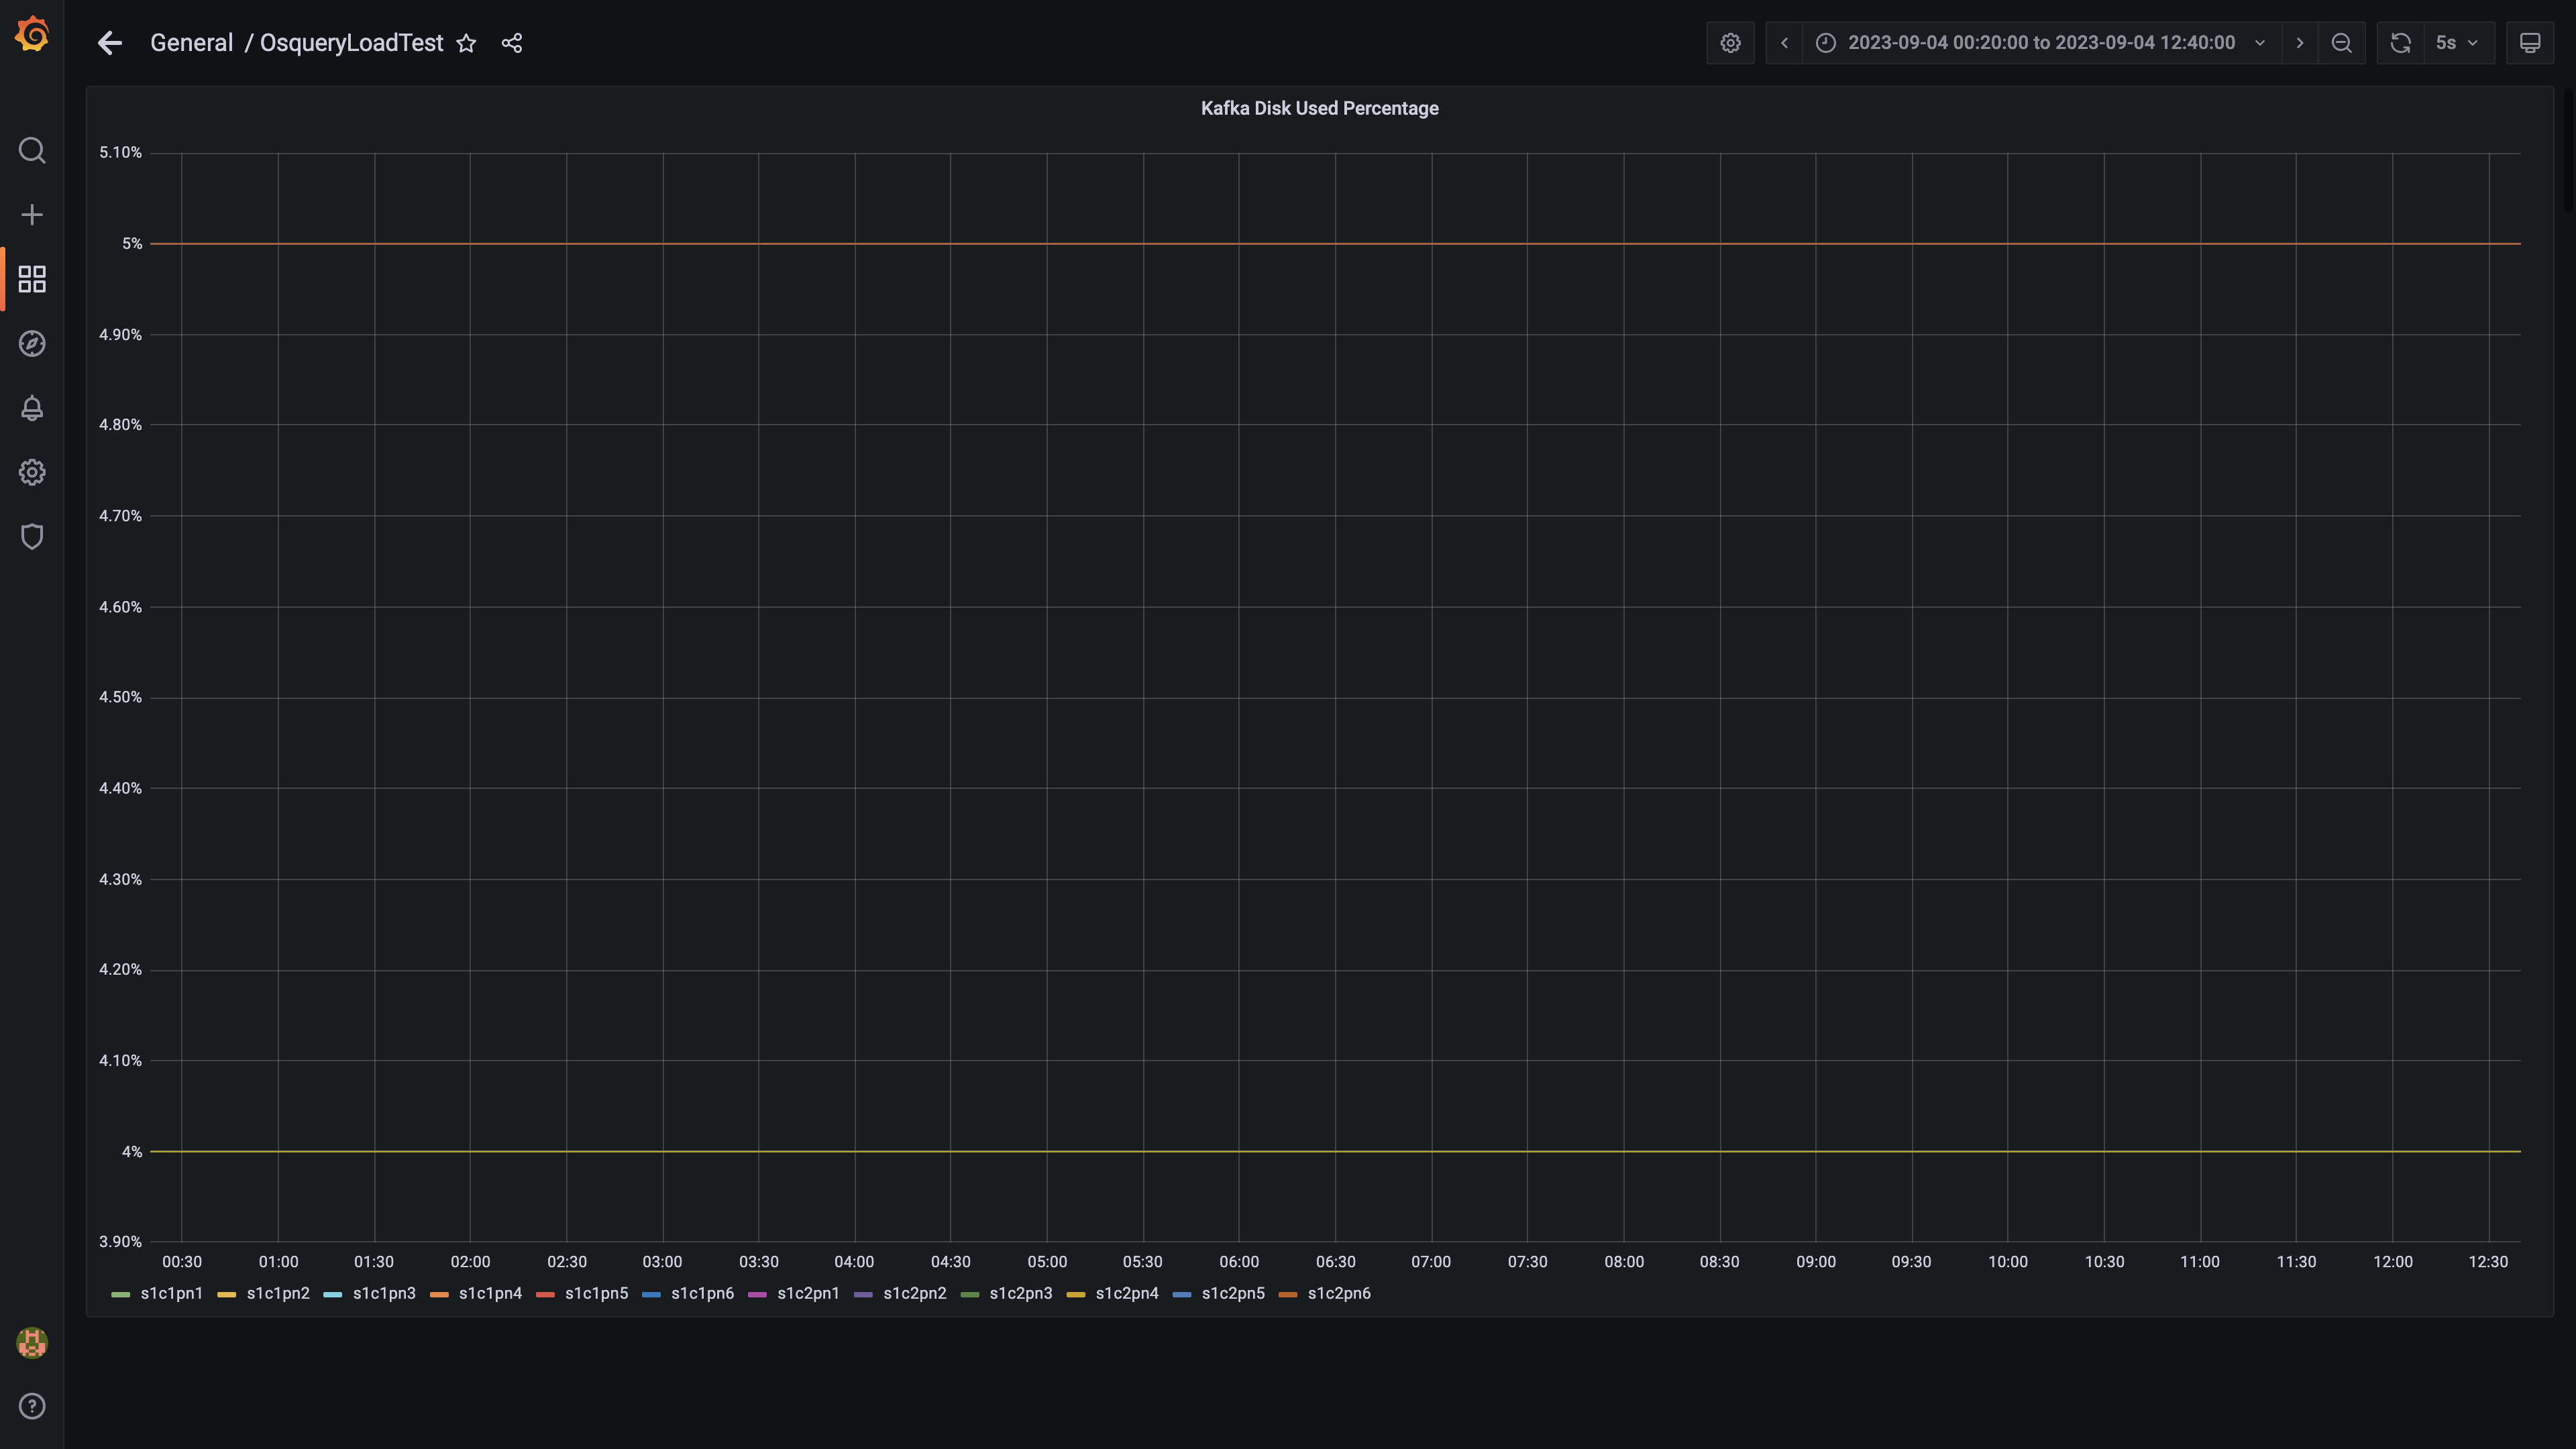 General / OsqueryLoadTest
2023-09-04 00:20:00 to 2023-09-04 12:40:00
5s
Kafka Disk Used Percentage
5.10%
5%
4.90%
4.80%
4.70%
4.60%
4.50%
4.40%
4.30%
4.20%
4.10%
4%
3.90%
00:30 01:00 01:30 02:00 02:30 03:00 03:30 04:00 04:30 05:00 05:30 06:00 06:30 07:00 07:30 08:00 08:30 09:00 09:30 10:00 10:30 11:00 11:30 12:00 12:30
s1c1pn1 s1c1pn2 s1c1pn3 s1c1pn4 s1c1pn5 s1c1pn6 s1c2pn1 s1c2pn2 s1c2pn3 s1c2pn4 s1c2pn5 s1c2pn6